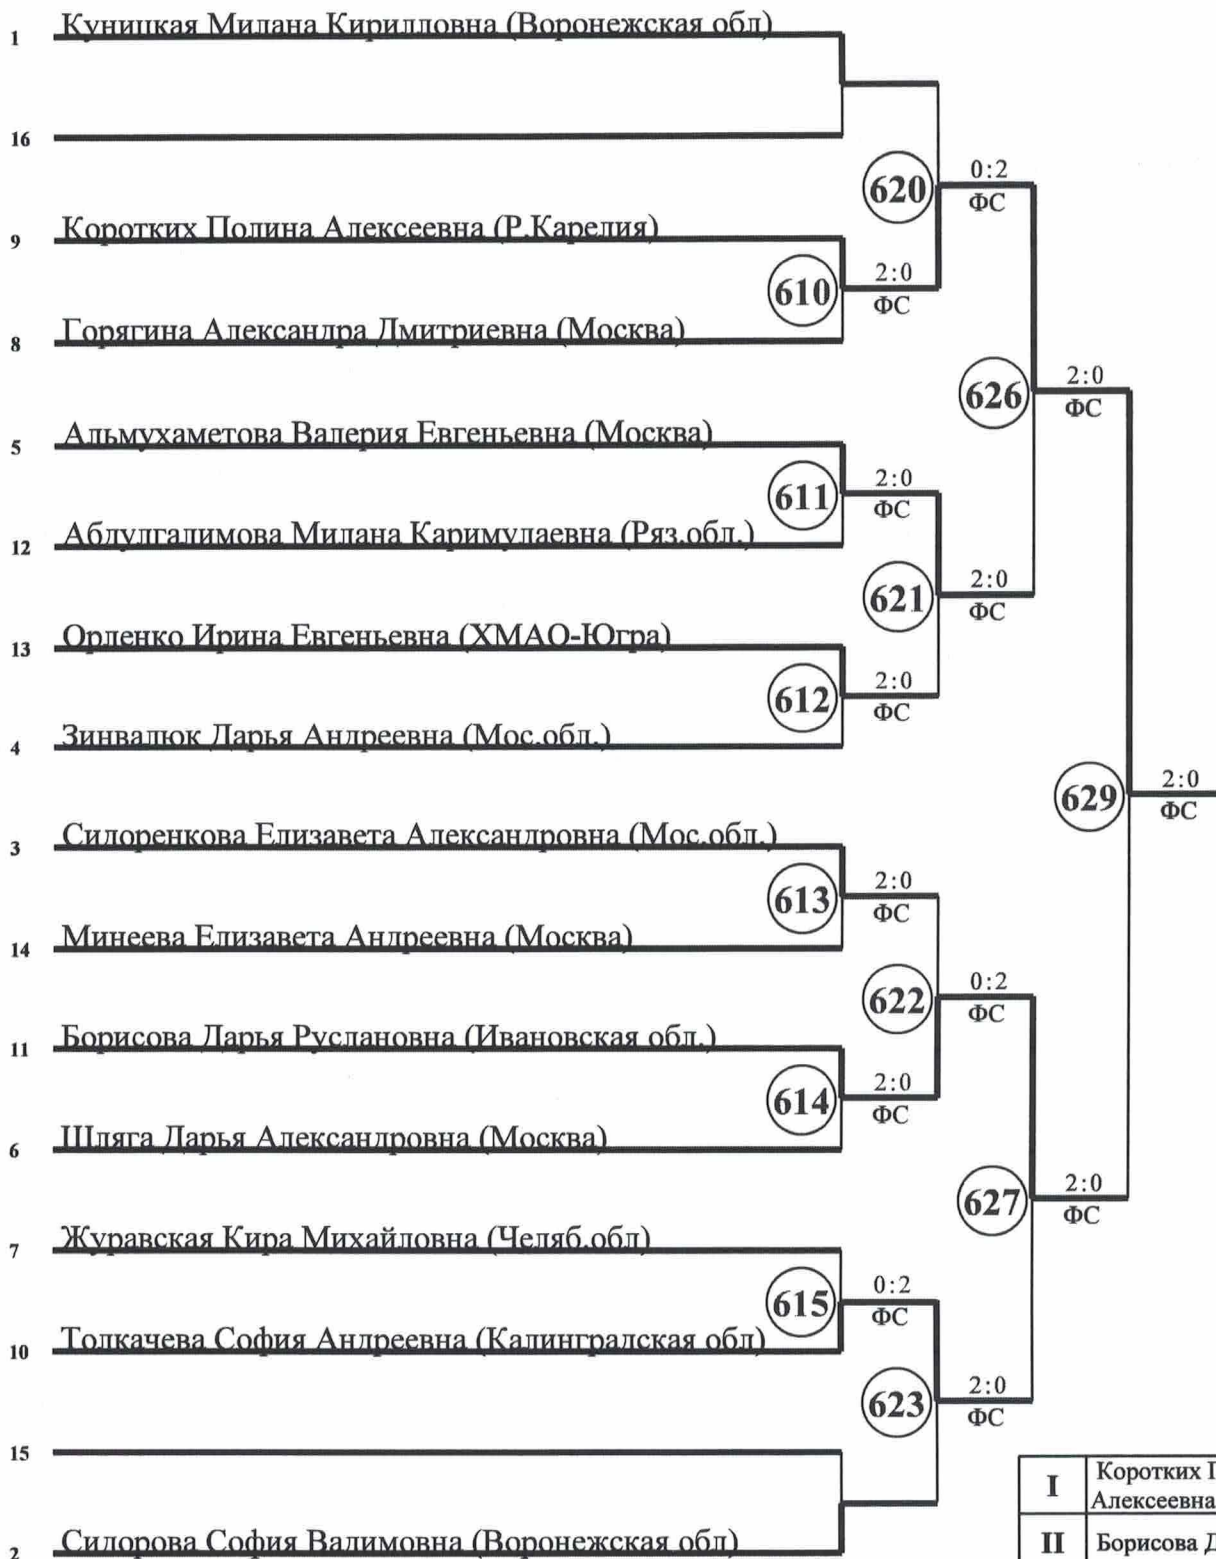 1 Куницкая Милана Кирилловна (Воронежская обл)
16
620 0:2
ФС
9 Коротких Полина Алексеевна (Р.Карелия)
610 2:0
ФС
8 Горягина Александра Дмитриевна (Москва)
626 2:0
ФС
5 Альмухаметова Валерия Евгеньевна (Москва)
611 2:0
ФС
12 Абдулгалимова Милана Каримулаевна (Ряз.обл.)
621 2:0
ФС
13 Орленко Ирина Евгеньевна (ХМАО-Югра)
612 2:0
ФС
4 Зинвалюк Дарья Андреевна (Мос.обл.)
629 2:0
ФС
3 Сидоренкова Елизавета Александровна (Мос.обл.)
613 2:0
ФС
14 Минеева Елизавета Андреевна (Москва)
622 0:2
ФС
11 Борисова Дарья Руслановна (Ивановская обл.)
614 2:0
ФС
6 Шляга Дарья Александровна (Москва)
627 2:0
ФС
7 Журавская Кира Михайловна (Челяб.обл)
615 0:2
ФС
10 Толкачева София Андреевна (Калинградская обл)
623 2:0
ФС
15
I Коротких
Алексеевна
2 Сидорова София Вадимовна (Воронежская обл)
II Борисова Д